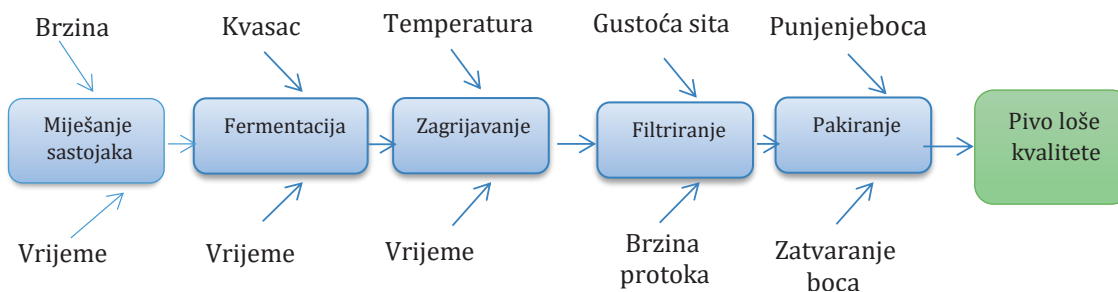 Brzina
Kvasac
Temperatura
Gustoća sita
Punjenjeboca
Miješanje
sastojaka
Fermentacija
Zagrijavanje
Filtriranje
Pakiranje
Pivo loše
kvalitete
Vrijeme
Vrijeme
Vrijeme
Brzina
protoka
Zatvaranje
boca